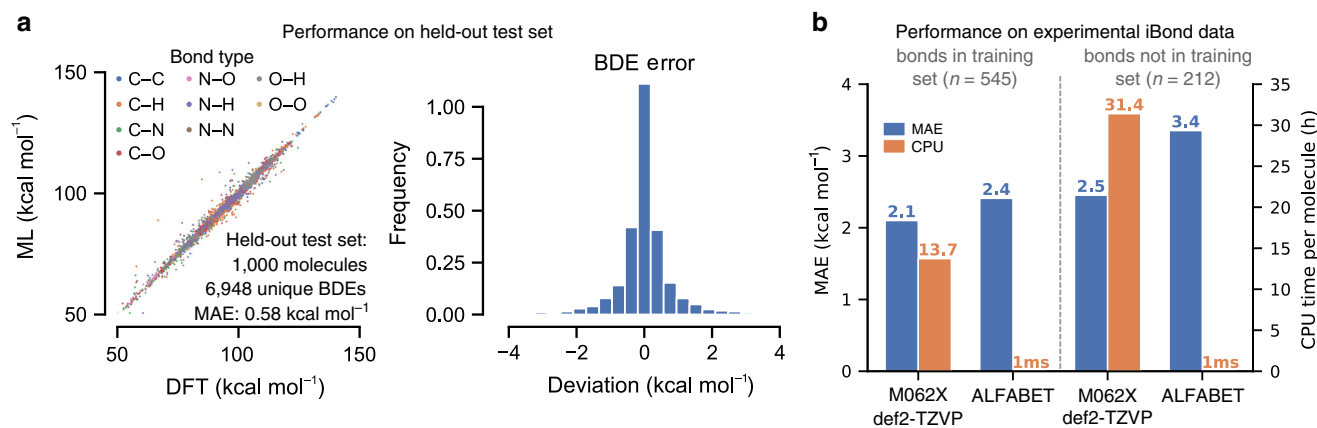 a
Performance on held-out test set
Bond type
C–C
C–H
C–N
C–O
N–O
N–H
N–N
O–H
O–O
150
100
50
ML (kcal mol⁻¹)
Held-out test set:
1,000 molecules
6,948 unique BDEs
MAE: 0.58 kcal mol⁻¹
50
100
150
DFT (kcal mol⁻¹)
BDE error
1.00
0.75
0.50
0.25
0.00
Frequency
−4
−2
0
2
4
Deviation (kcal mol⁻¹)
b
Performance on experimental iBond data
bonds in training
set (n = 545)
bonds not in training
set (n = 212)
4
3
2
1
0
MAE (kcal mol⁻¹)
MAE
CPU
2.1
13.7
2.4
1ms
2.5
31.4
3.4
1ms
35
30
25
20
15
10
5
0
CPU time per molecule (h)
M062X
def2-TZVP
ALFABET
M062X
def2-TZVP
ALFABET